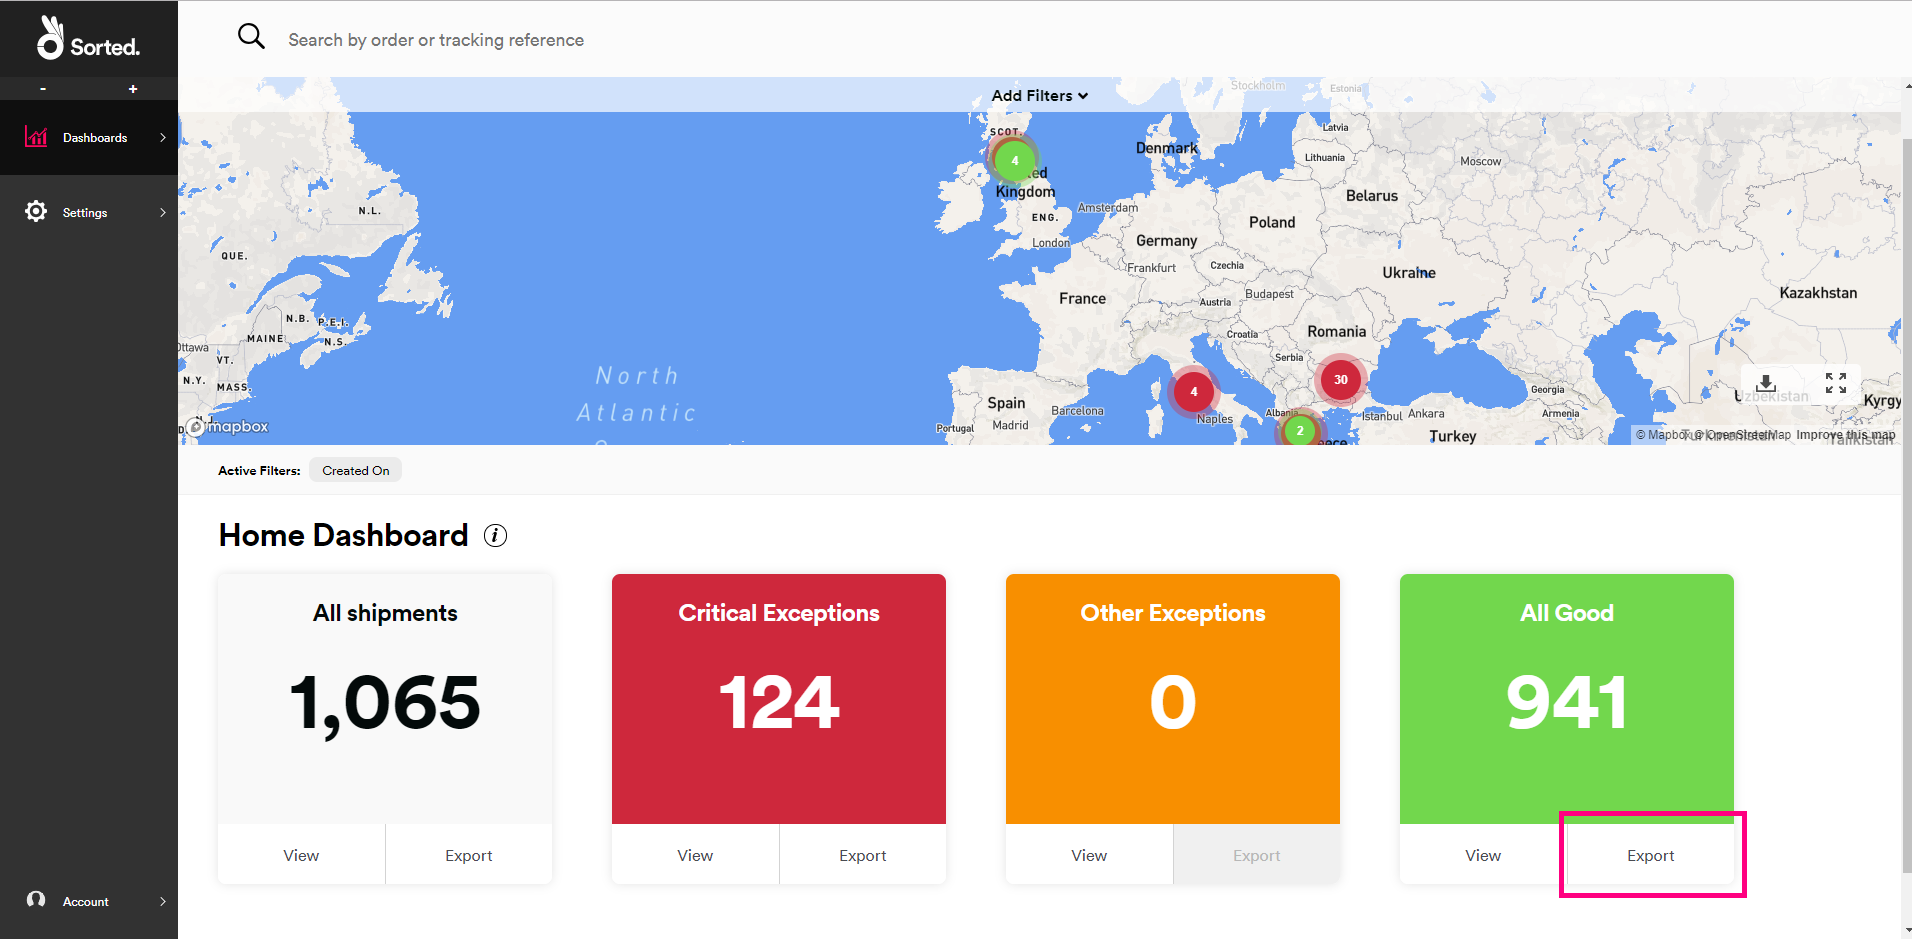 Sorted.
Search by order or tracking reference
- +
Add Filters
Dashboards
Settings
Account
Stockholm
Estonia
SCOT.
Latvia
Denmark
Lithuania
Moscow
4
Kingdom
Belarus
N.L.
Amsterdam
ENG.
Poland
London
Germany
QUE.
Frankfurt
Czechia
Ukraine
France
Austria
Budapest
Kazakhstan
N.B.
P.E.I.
Croatia
Romania
MAINE
N.S.
Ottawa
VT.
Serbia
North
N.Y.
MASS.
30
4
Georgia
Uzbekistan
Kyrgy
Atlantic
Spain
Barcelona
Naples
Albania
Istanbul
Ankara
Armenia
Portugal
Madrid
2
mapbox
Turkey
© Mapbox © OpenStreetMap Improve this map
Active Filters: Created On
Home Dashboard i
All shipments
1,065
View Export
Critical Exceptions
124
View Export
Other Exceptions
0
View Export
All Good
941
View Export